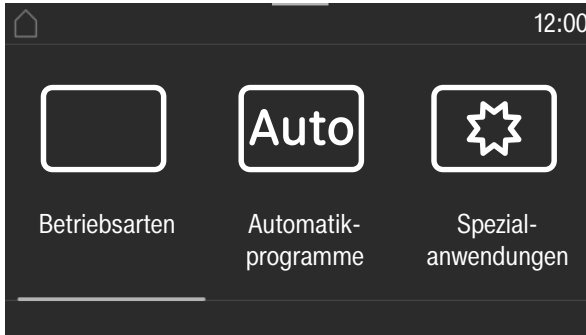 12:00
Auto
Betriebsarten
Automatik-
programme
Spezial-
anwendungen